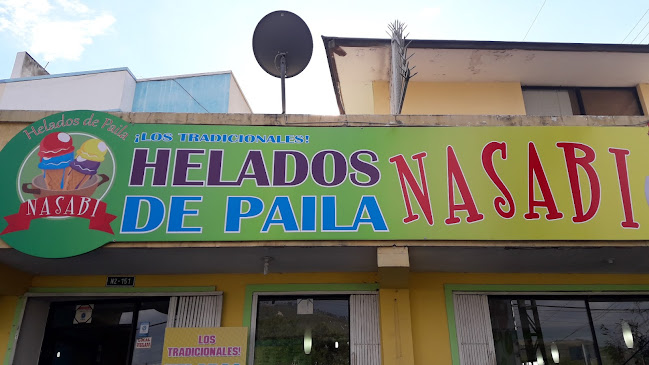 Helados de Paila
NASABI
¡LOS TRADICIONALES!
HELADOS
DE PAILA
NASABI
N2-151
LOS
TRADICIONALES!